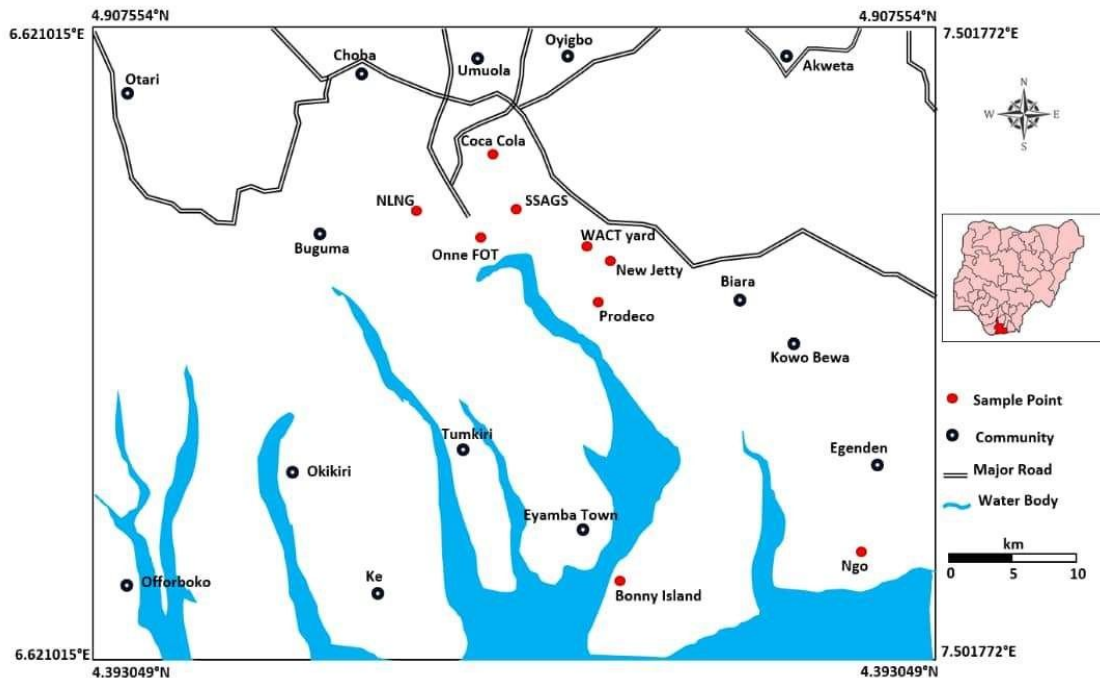 4.907554°N
4.907554°N
6.621015°E
7.501772°E
Oyigbo
Choba
Umuola
Akweta
Otari
N
W
E
S
Coca Cola
NLNG
SSAGS
WACT yard
Buguma
Onne FOT
New Jetty
Biara
Prodeco
Kowo Bewa
Sample Point
Tumkiri
Community
Egenden
Okikiri
Major Road
Water Body
Eyamba Town
km
Ngo
0 5 10
Offorboko
Ke
Bonny Island
6.621015°E
7.501772°E
4.393049°N
4.393049°N